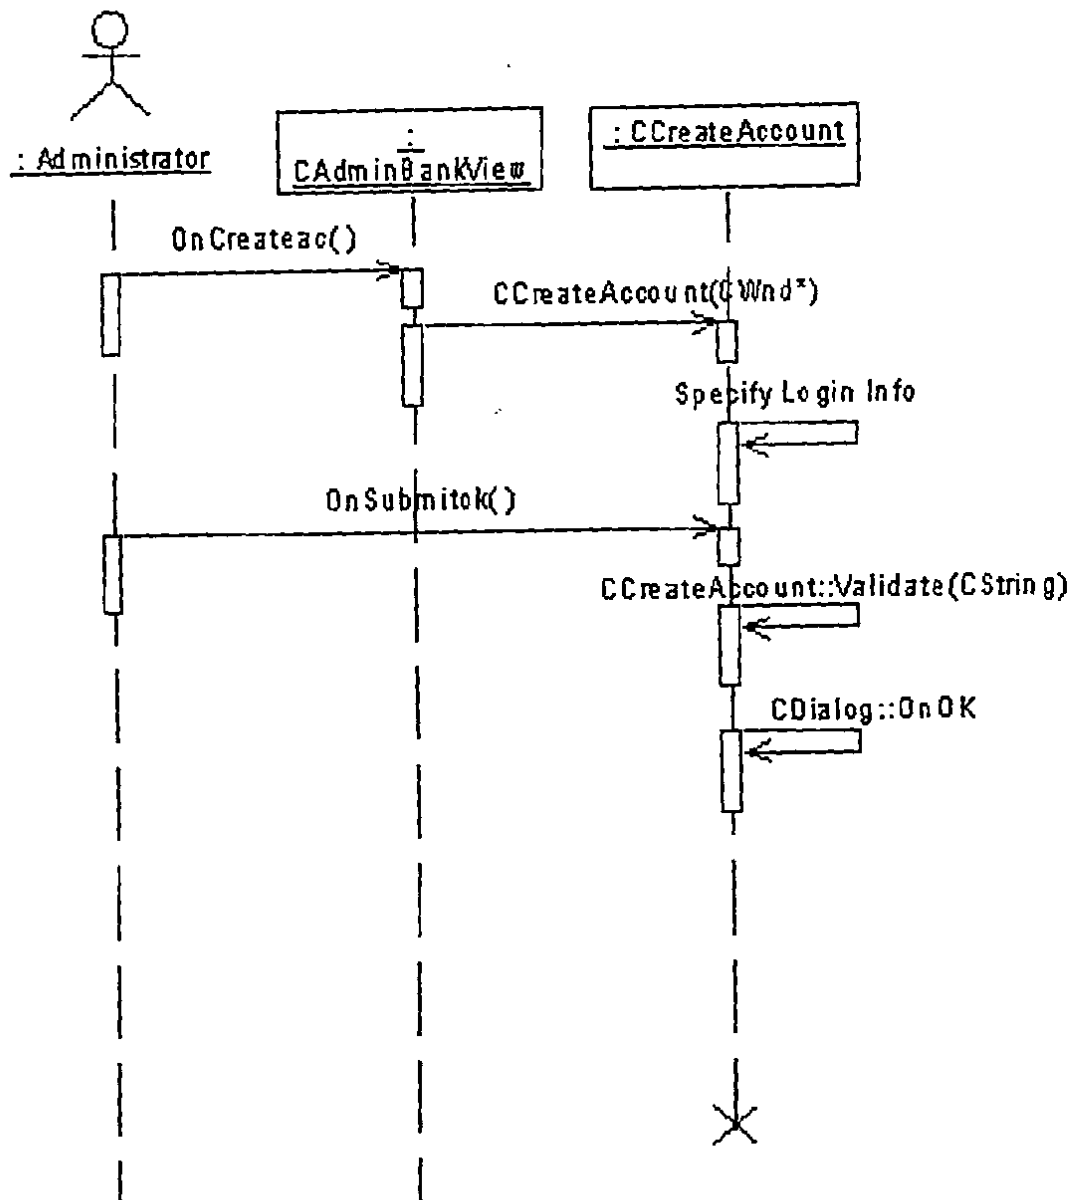 : Administrator
:
CAdminBankView
: CCreateAccount
OnCreateac()
CCreateAccount(CWnd*)
Specify Login Info
OnSubmitok()
CCreateAccount::Validate(CString)
CDialog::OnOK